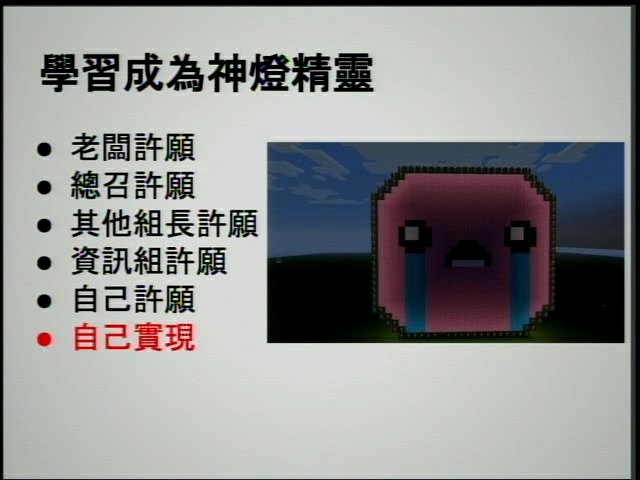 學習成為神燈精靈
● 老闆許願
● 總召許願
● 其他組長許願
● 資訊組許願
● 自己許願
● 自己實現